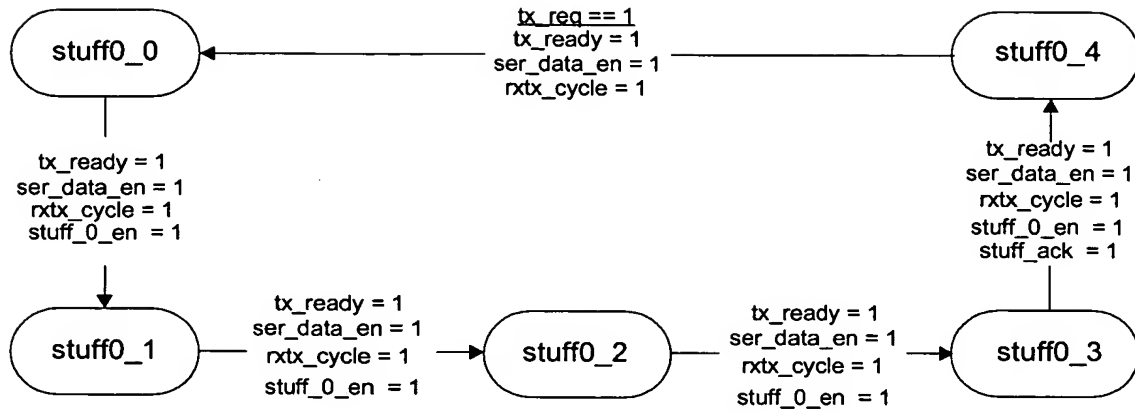 stuff0_0
tx_req == 1
tx_ready = 1
ser_data_en = 1
rxtx_cycle = 1
stuff0_4
tx_ready = 1
ser_data_en = 1
rxtx_cycle = 1
stuff_0_en = 1
tx_ready = 1
ser_data_en = 1
rxtx_cycle = 1
stuff_0_en = 1
stuff_ack = 1
stuff0_1
tx_ready = 1
ser_data_en = 1
rxtx_cycle = 1
stuff_0_en = 1
stuff0_2
tx_ready = 1
ser_data_en = 1
rxtx_cycle = 1
stuff_0_en = 1
stuff0_3